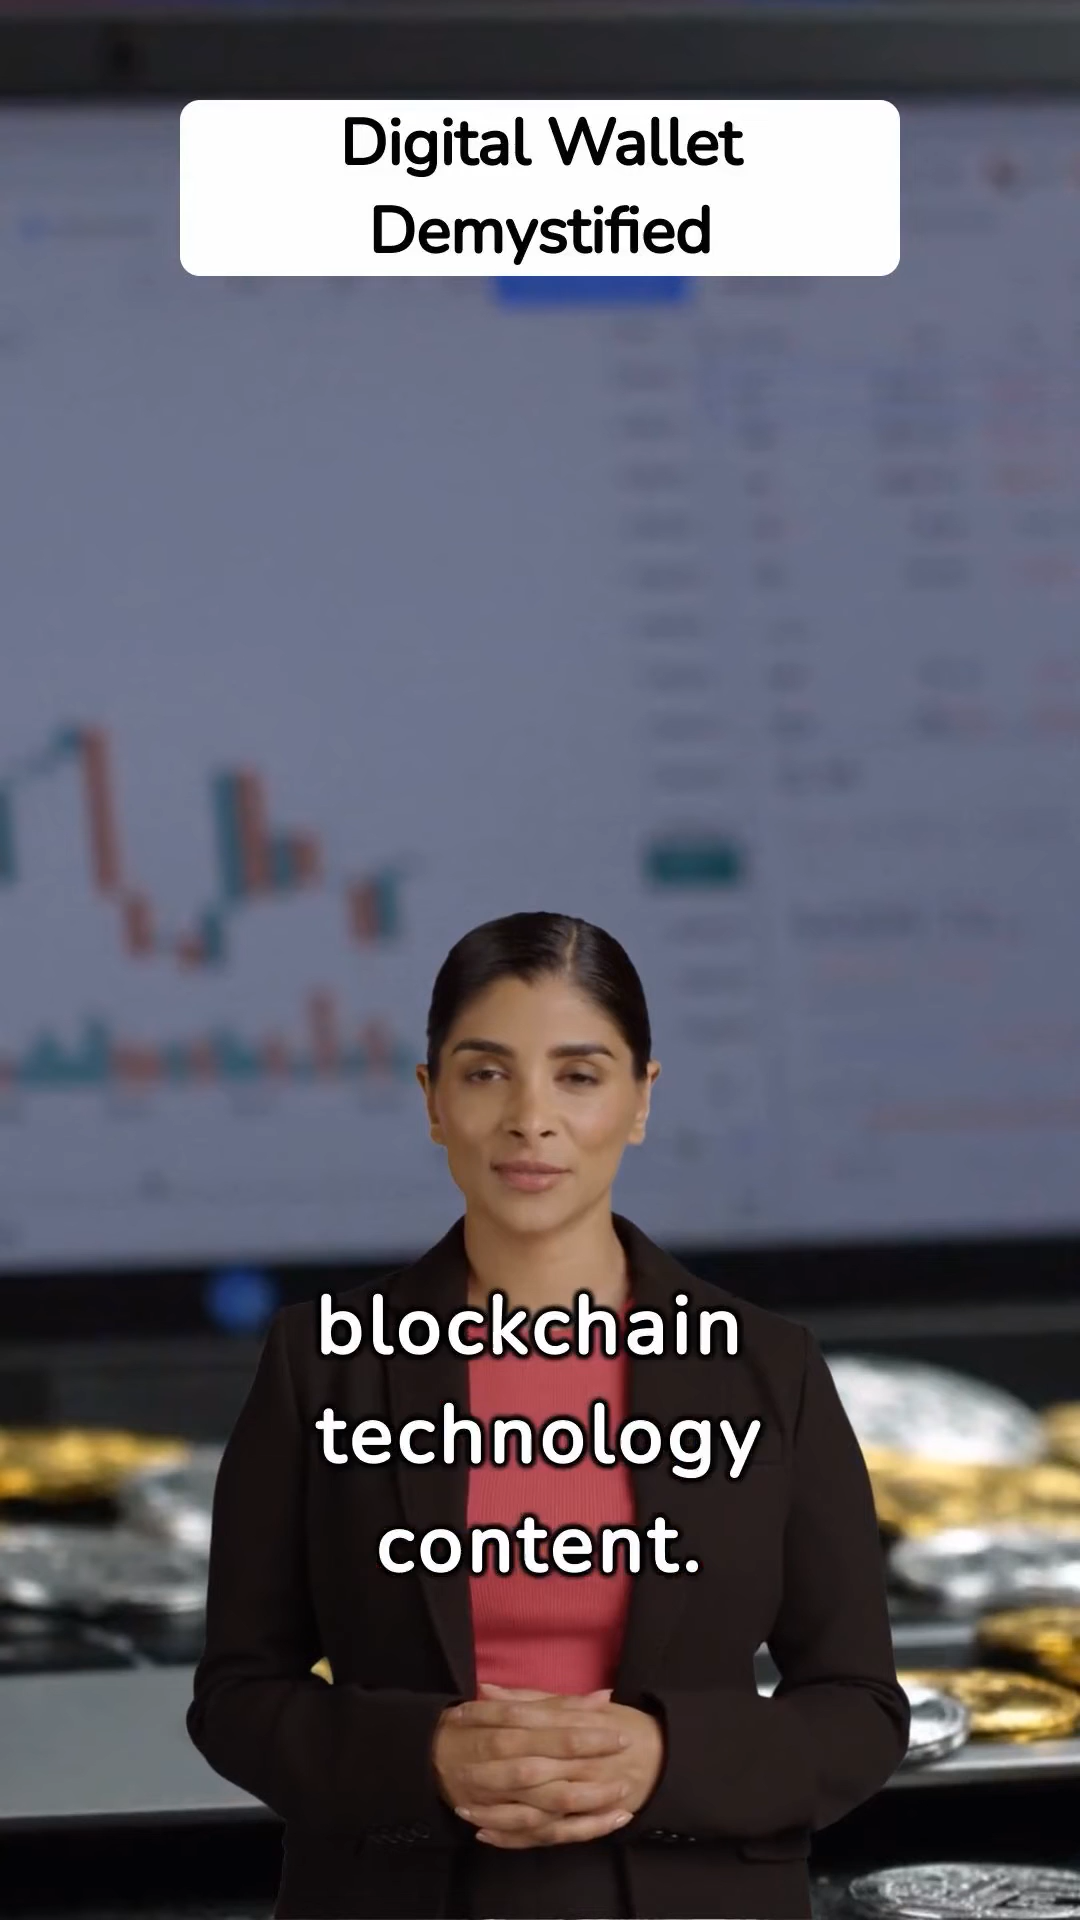 Digital Wallet
Demystified
blockchain
technology
content.